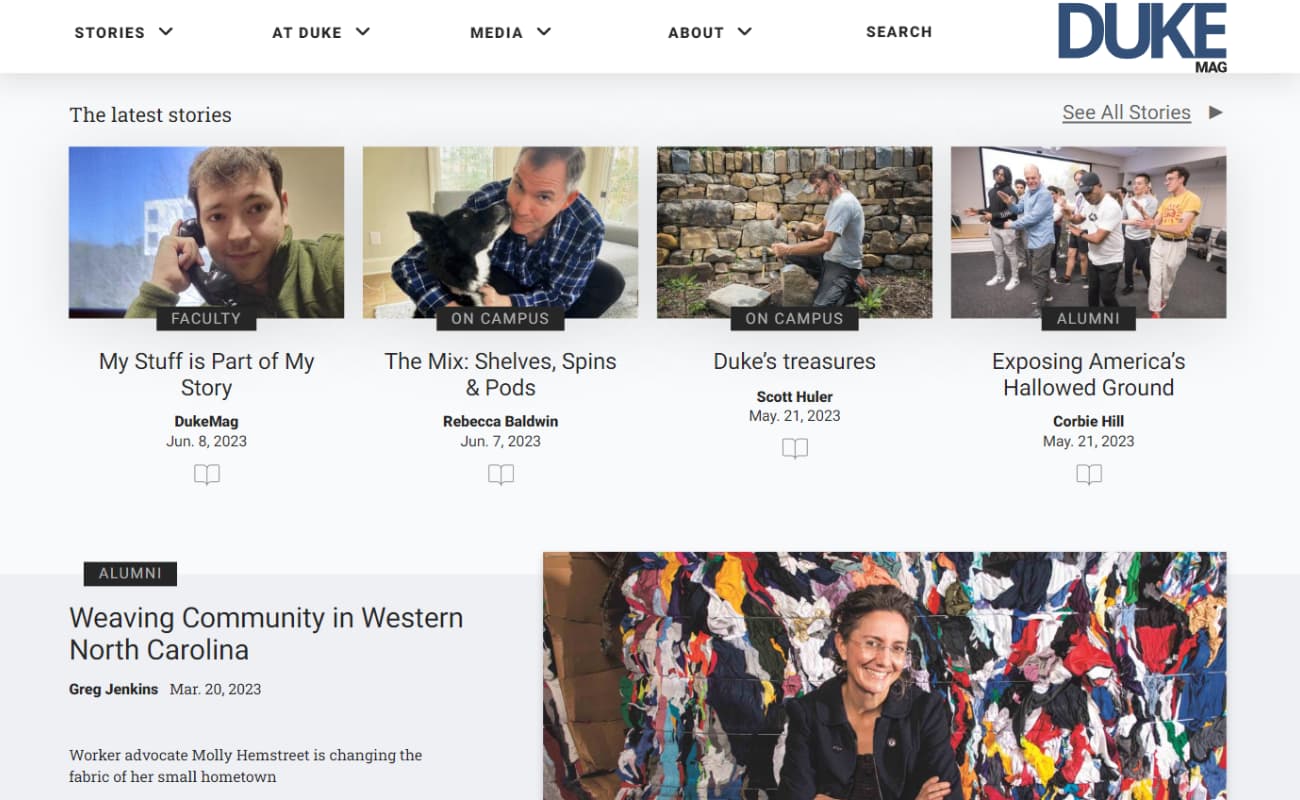 STORIES AT DUKE MEDIA ABOUT SEARCH DUKE
MAG
The latest stories See All Stories
FACULTY ON CAMPUS ON CAMPUS ALUMNI
My Stuff is Part of My
Story
DukeMag
Jun. 8, 2023
The Mix: Shelves, Spins
& Pods
Rebecca Baldwin
Jun. 7, 2023
Duke’s treasures
Scott Huler
May. 21, 2023
Exposing America’s
Hallowed Ground
Corbie Hill
May. 21, 2023
ALUMNI
Weaving Community in Western
North Carolina
Greg Jenkins Mar. 20, 2023
Worker advocate Molly Hemstreet is changing the
fabric of her small hometown